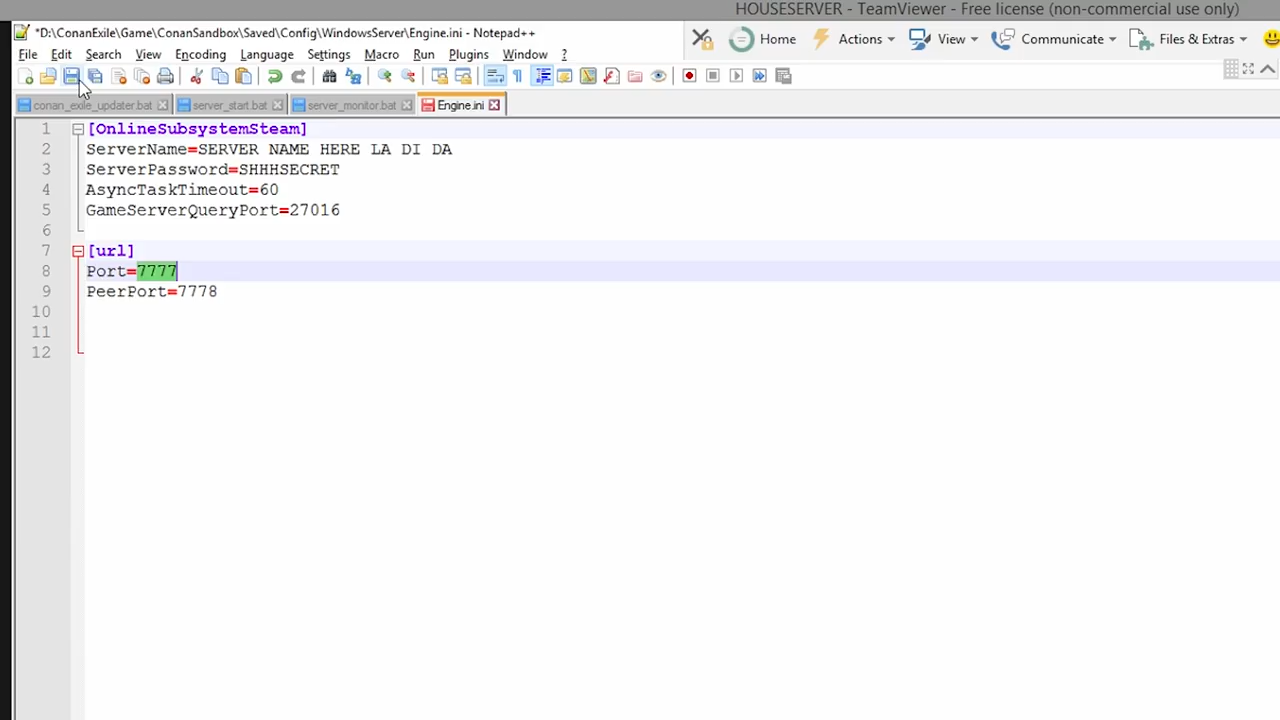 HOUSESERVER - TeamViewer - Free license (non-commercial use only)
*D:\ConanExile\Game\ConanSandbox\Saved\Config\WindowsServer\Engine.ini - Notepad++
Home Actions View Communicate Files & Extras
File Edit Search View Encoding Language Settings Macro Run Plugins Window ?
conan_exile_updater.bat server_start.bat server_monitor.bat Engine.ini
1 [OnlineSubsystemSteam]
2 ServerName=SERVER NAME HERE LA DI DA
3 ServerPassword=SHHHSECRET
4 AsyncTaskTimeout=60
5 GameServerQueryPort=27016
6
7 [url]
8 Port=7777
9 PeerPort=7778
10
11
12